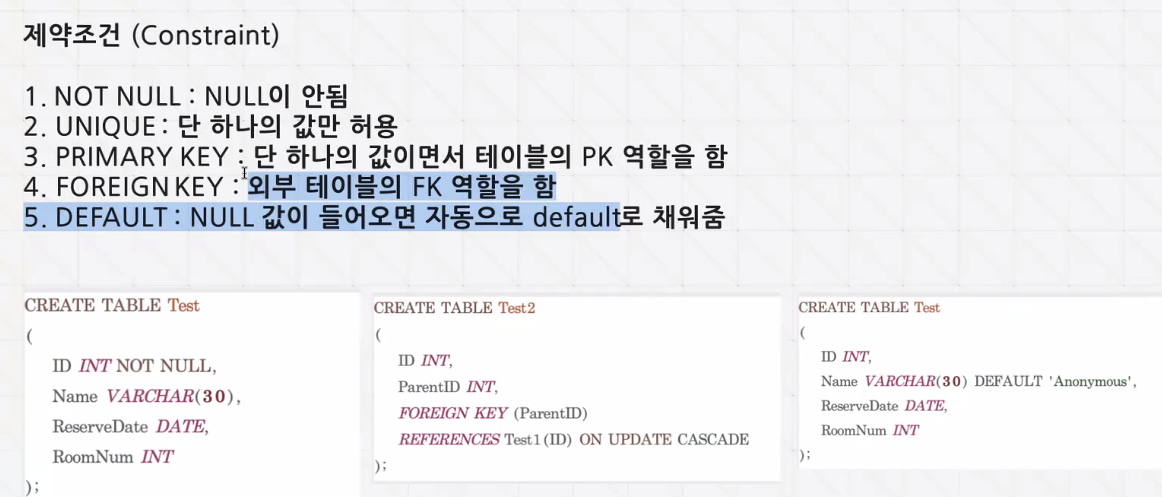 제약조건 (Constraint)
1. NOT NULL : NULL이 안됨
2. UNIQUE : 단 하나의 값만 허용
3. PRIMARY KEY : 단 하나의 값이면서 테이블의 PK 역할을 함
4. FOREIGN KEY : 외부 테이블의 FK 역할을 함
5. DEFAULT : NULL 값이 들어오면 자동으로 default로 채워줌
CREATE TABLE Test
(
ID INT NOT NULL,
Name VARCHAR(30),
ReserveDate DATE,
RoomNum INT
);
CREATE TABLE Test2
(
ID INT,
ParentID INT,
FOREIGN KEY (ParentID)
REFERENCES Test1(ID) ON UPDATE CASCADE
);
CREATE TABLE Test
(
ID INT,
Name VARCHAR(30) DEFAULT 'Anonymous',
ReserveDate DATE,
RoomNum INT
);